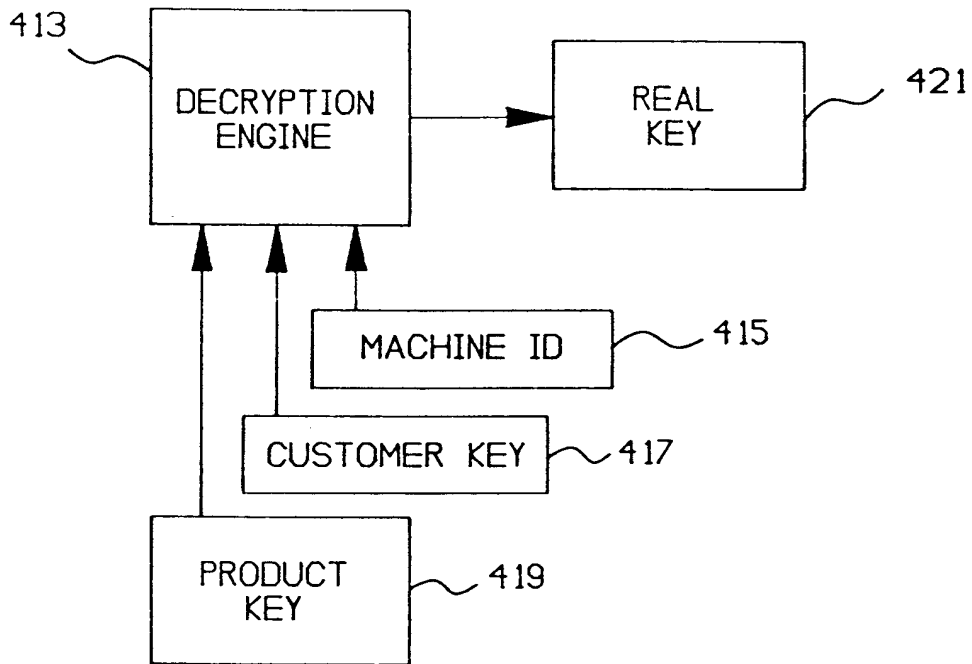 413
DECRYPTION
ENGINE
REAL
KEY
421
MACHINE ID
415
CUSTOMER KEY
417
PRODUCT
KEY
419